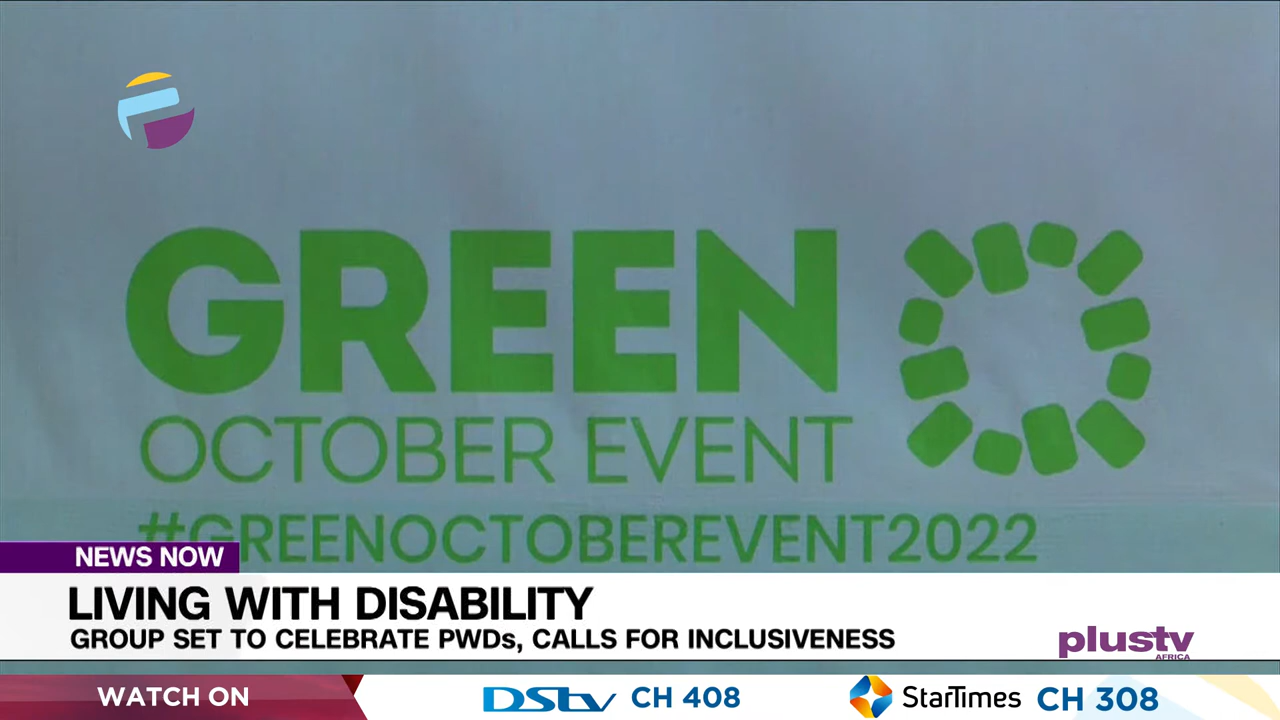 GREEN
OCTOBER EVENT
#GREENOCTOBEREVENT2022
NEWS NOW
LIVING WITH DISABILITY
GROUP SET TO CELEBRATE PWDs, CALLS FOR INCLUSIVENESS
plustv
AFRICA
WATCH ON
DStv CH 408
StarTimes CH 308